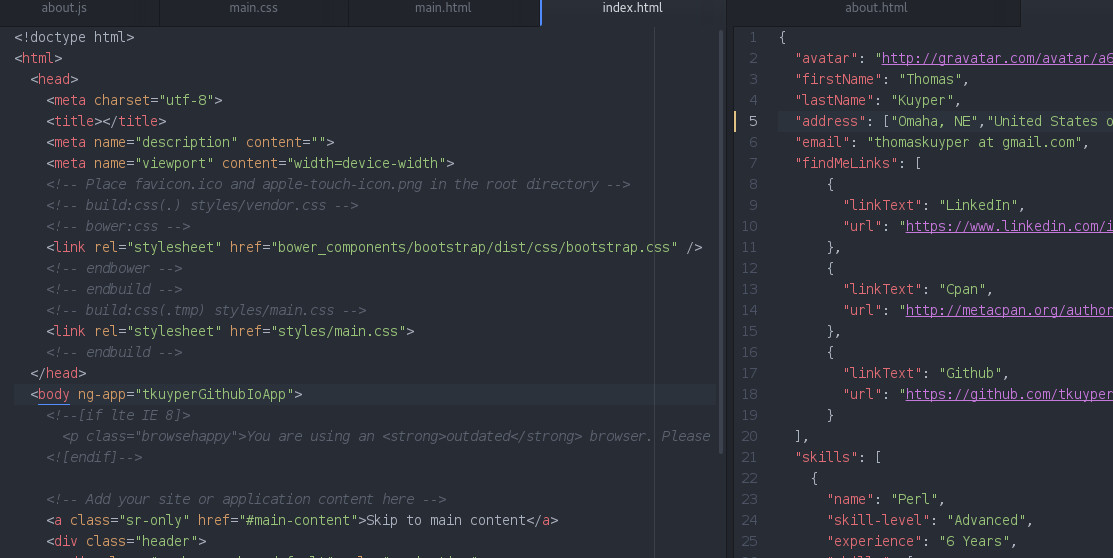 about.js main.css main.html index.html about.html
<!doctype html>
<html>
<head>
<meta charset="utf-8">
<title></title>
<meta name="description" content="">
<meta name="viewport" content="width=device-width">
<!-- Place favicon.ico and apple-touch-icon.png in the root directory -->
<!-- build:css(.) styles/vendor.css -->
<!-- bower:css -->
<link rel="stylesheet" href="bower_components/bootstrap/dist/css/bootstrap.css" />
<!-- endbower -->
<!-- endbuild -->
<!-- build:css(.tmp) styles/main.css -->
<link rel="stylesheet" href="styles/main.css">
<!-- endbuild -->
</head>
<body ng-app="tkuyperGithubIoApp">
<!--[if lte IE 8]>
<p class="browsehappy">You are using an <strong>outdated</strong> browser. Please
<![endif]-->
<!-- Add your site or application content here -->
<a class="sr-only" href="#main-content">Skip to main content</a>
<div class="header">
1 {
2 "avatar": "http://gravatar.com/avatar/a6
3 "firstName": "Thomas",
4 "lastName": "Kuyper",
5 "address": ["Omaha, NE","United States o
6 "email": "thomaskuyper at gmail.com",
7 "findMeLinks": [
8 {
9 "linkText": "LinkedIn",
10 "url": "https://www.linkedin.com/i
11 },
12 {
13 "linkText": "Cpan",
14 "url": "http://metacpan.org/author
15 },
16 {
17 "linkText": "Github",
18 "url": "https://github.com/tkuyper
19 }
20 ],
21 "skills": [
22 {
23 "name": "Perl",
24 "skill-level": "Advanced",
25 "experience": "6 Years",